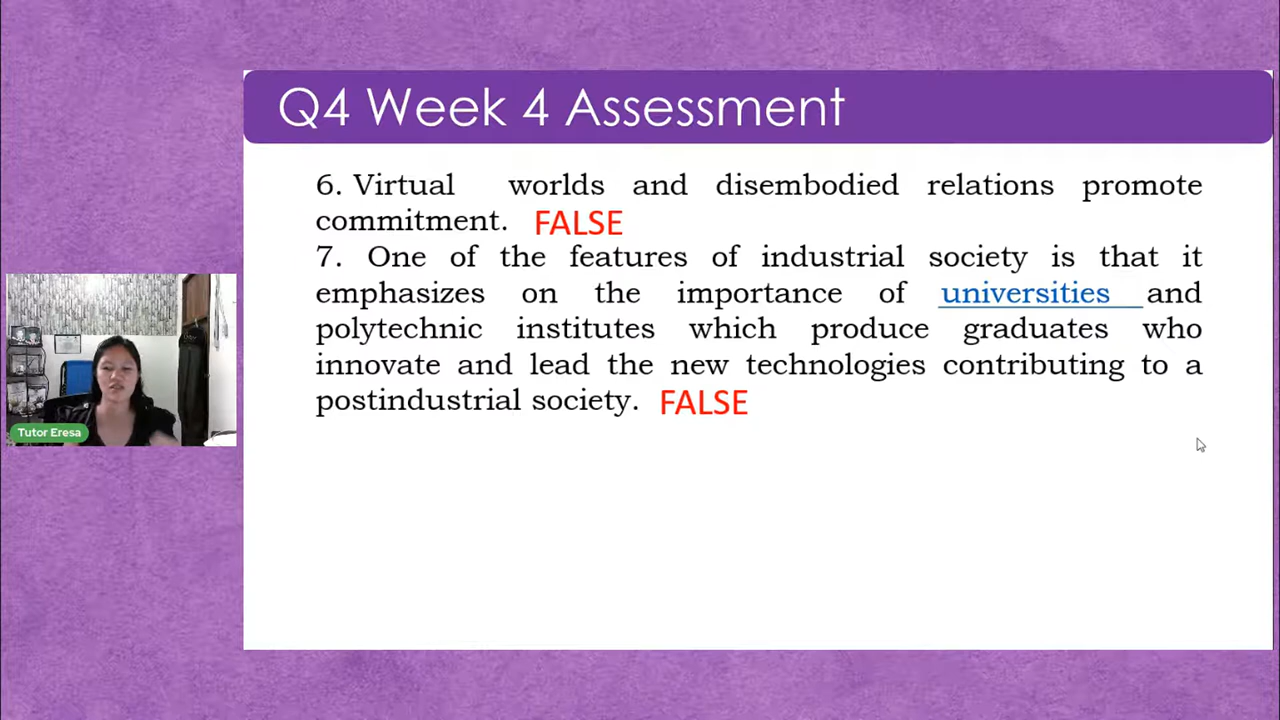 Q4 Week 4 Assessment
6. Virtual worlds and disembodied relations promote
commitment. FALSE
7. One of the features of industrial society is that it
emphasizes on the importance of universities and
polytechnic institutes which produce graduates who
innovate and lead the new technologies contributing to a
postindustrial society. FALSE
Tutor Eresa